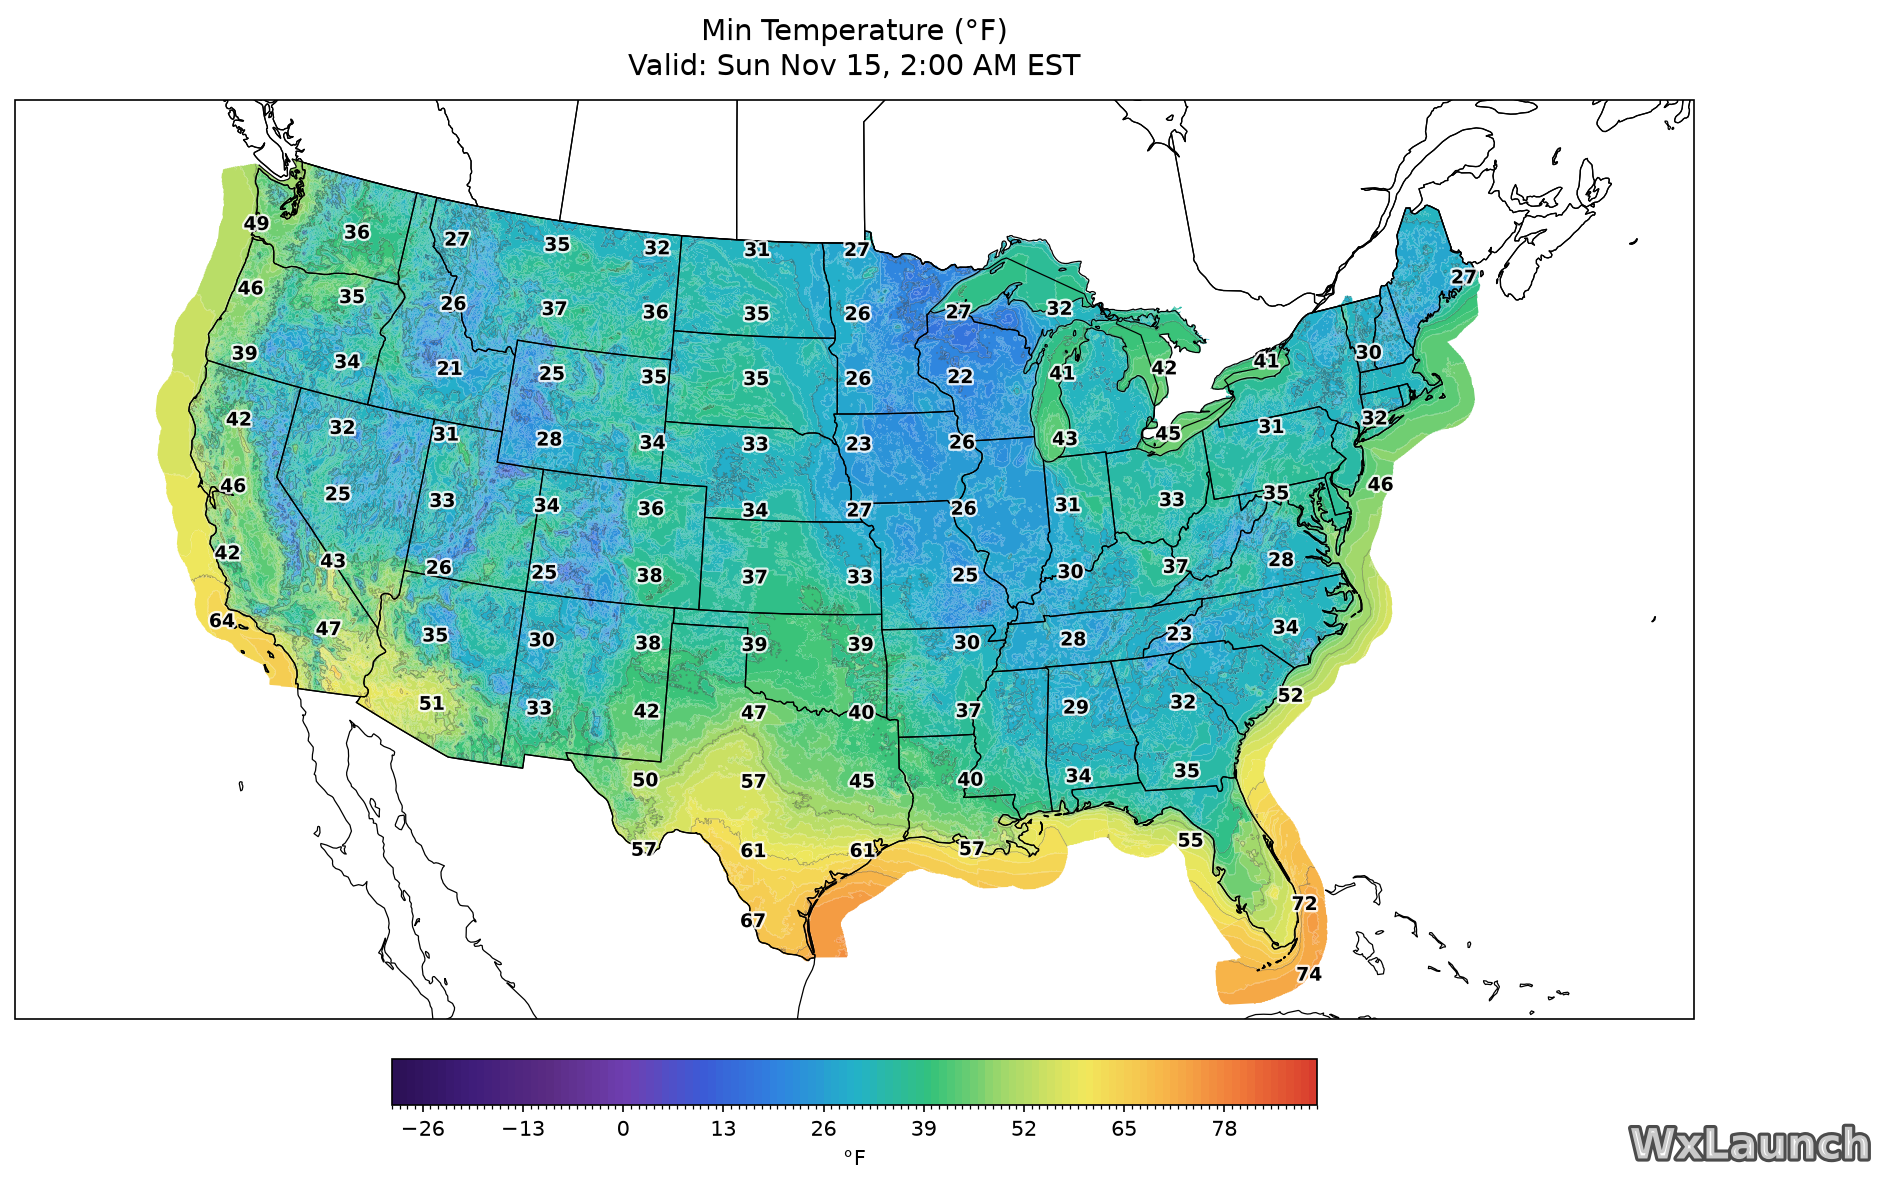 Min Temperature (°F)
Valid: Sun Nov 15, 2:00 AM EST
49 36 27 35 32 31 27 27
46 35 26 37 36 35 26 27 32
39 34 21 25 35 35 26 22 41 42 41 30
42 32 31 28 34 33 23 26 43 45 31 32
46 25 33 34 36 34 27 26 31 33 35 46
42 43 26 25 38 37 33 25 30 37 28
64 47 35 30 38 39 39 30 28 23 34
51 33 42 47 40 37 29 32 52
50 57 45 40 34 35
57 61 61 57 55
67 72
74
−26 −13 0 13 26 39 52 65 78
°F
WxLaunch